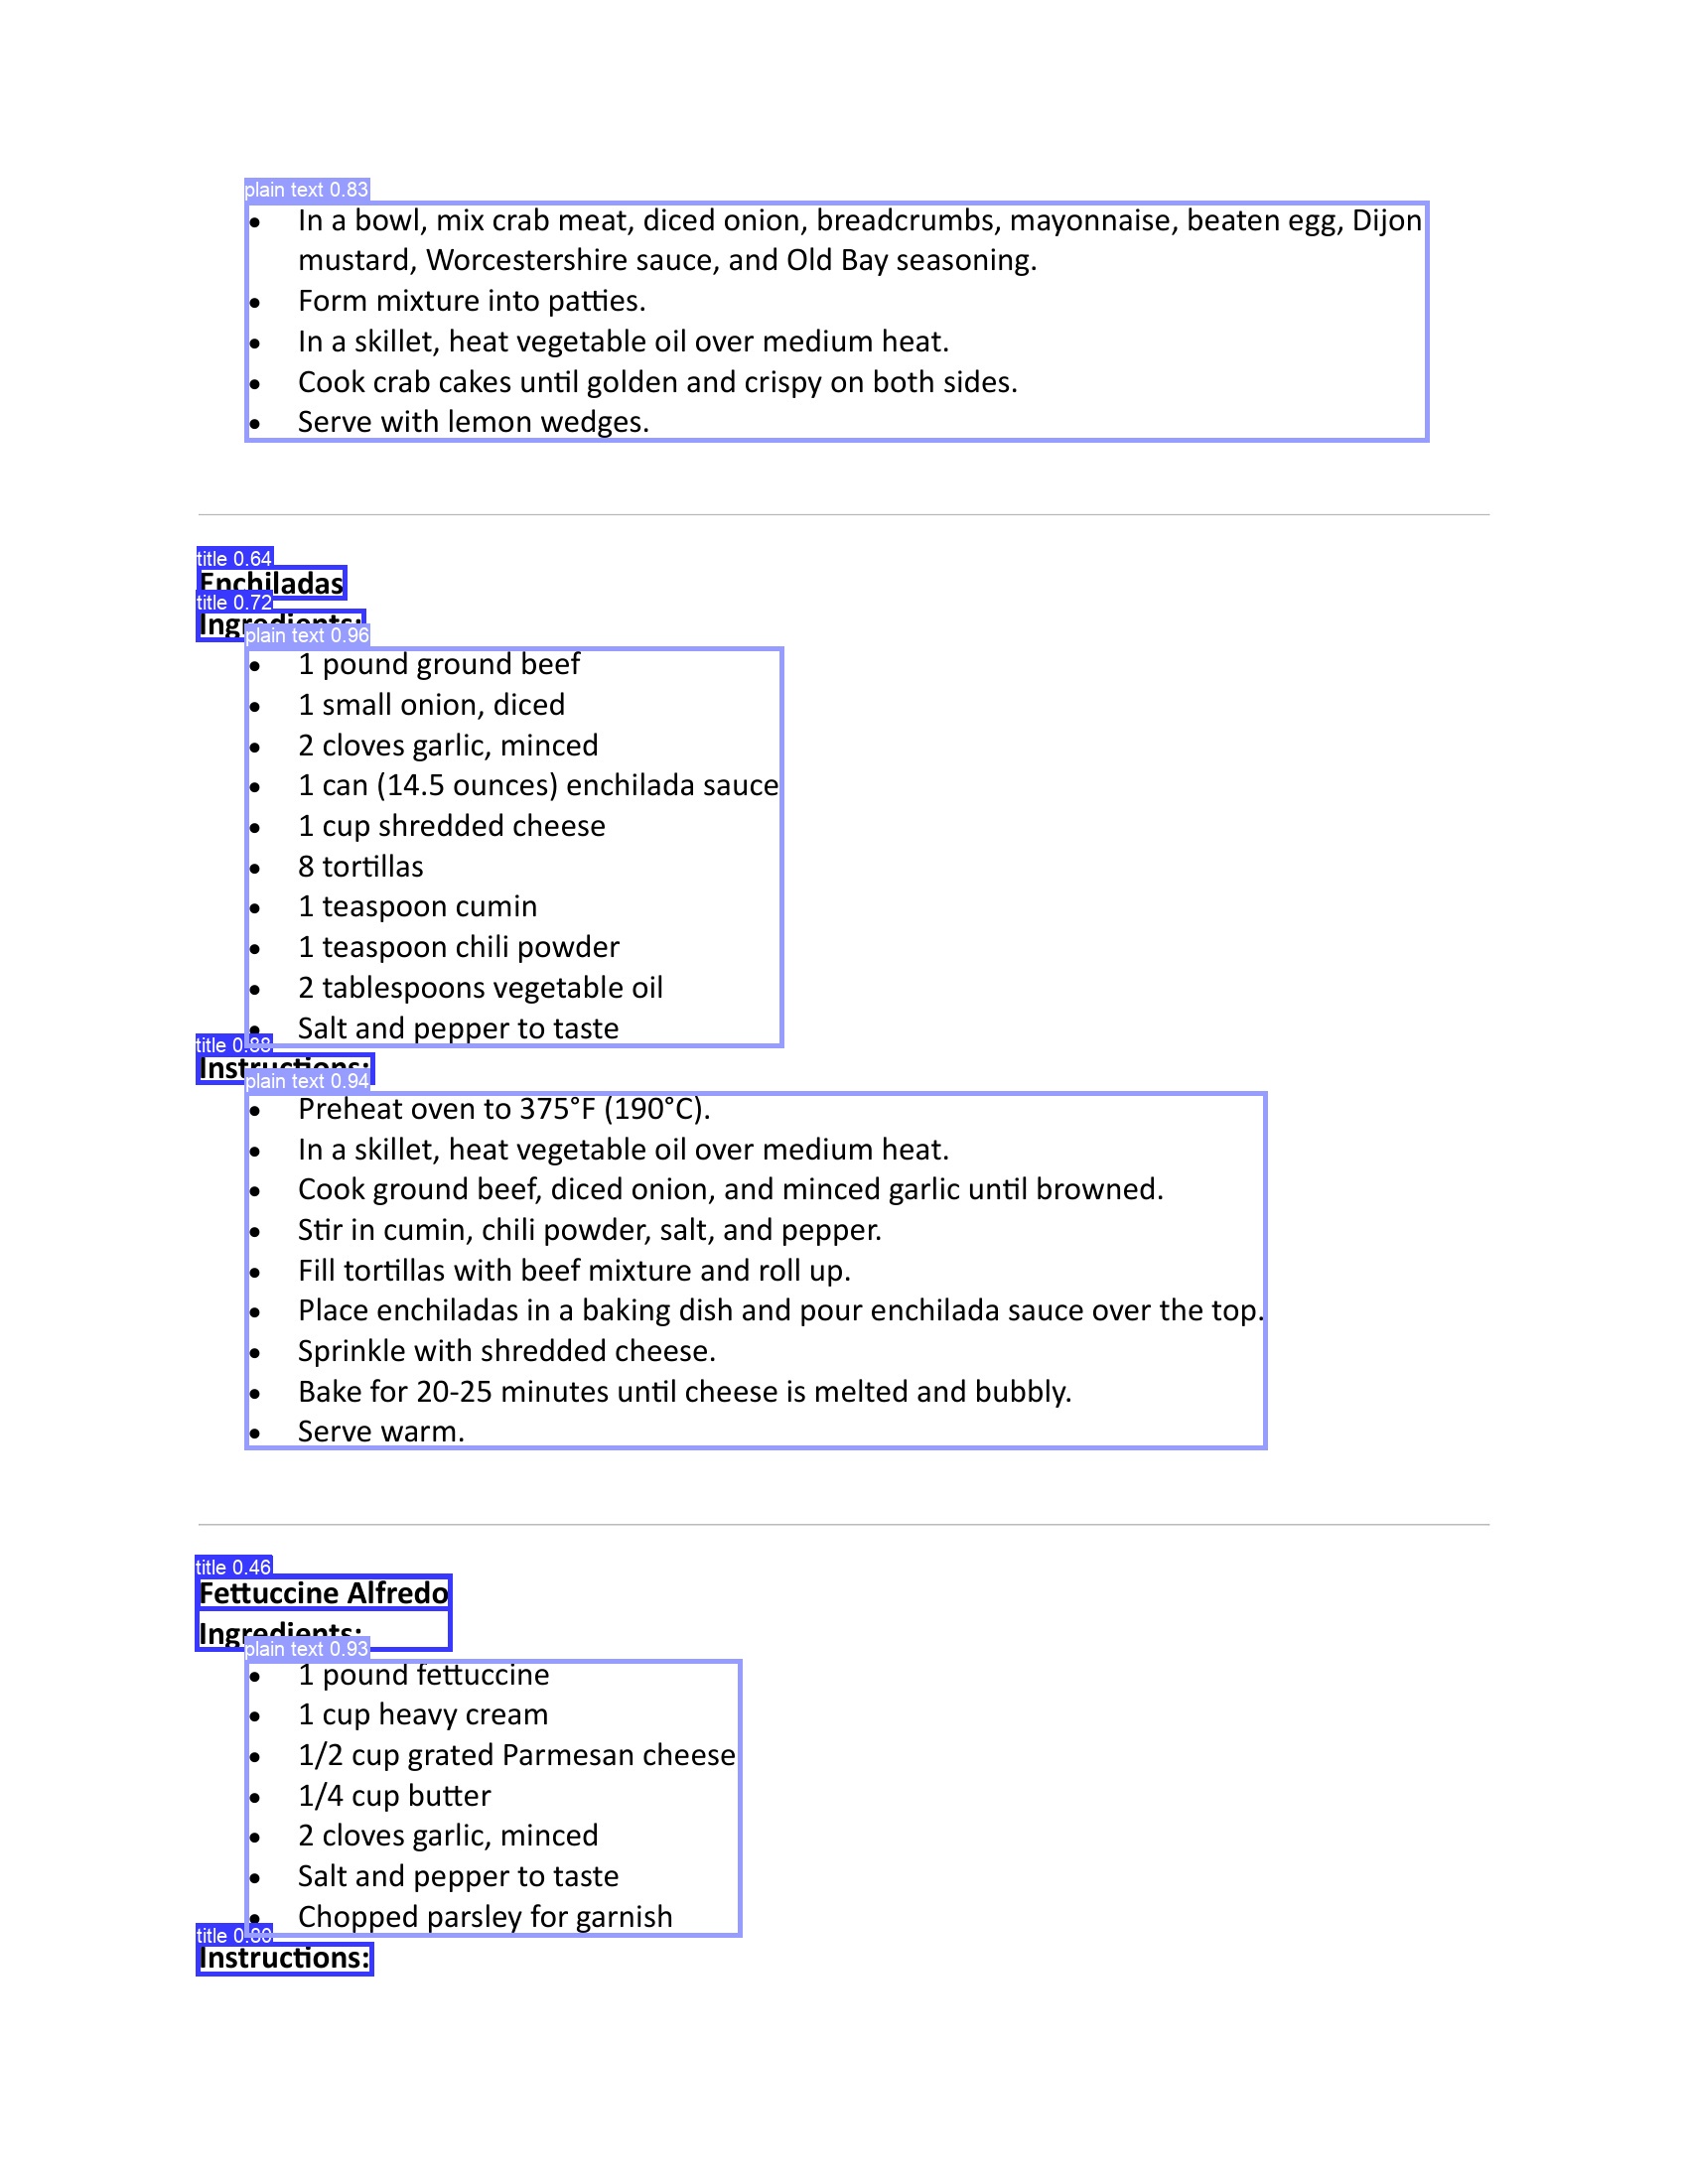 plain text 0.83
• In a bowl, mix crab meat, diced onion, breadcrumbs, mayonnaise, beaten egg, Dijon
mustard, Worcestershire sauce, and Old Bay seasoning.
• Form mixture into patties.
• In a skillet, heat vegetable oil over medium heat.
• Cook crab cakes until golden and crispy on both sides.
• Serve with lemon wedges.
title 0.64
Enchiladas
title 0.72
Ingredients:
plain text 0.96
• 1 pound ground beef
• 1 small onion, diced
• 2 cloves garlic, minced
• 1 can (14.5 ounces) enchilada sauce
• 1 cup shredded cheese
• 8 tortillas
• 1 teaspoon cumin
• 1 teaspoon chili powder
• 2 tablespoons vegetable oil
• Salt and pepper to taste
title 0.88
Instructions:
plain text 0.94
• Preheat oven to 375°F (190°C).
• In a skillet, heat vegetable oil over medium heat.
• Cook ground beef, diced onion, and minced garlic until browned.
• Stir in cumin, chili powder, salt, and pepper.
• Fill tortillas with beef mixture and roll up.
• Place enchiladas in a baking dish and pour enchilada sauce over the top.
• Sprinkle with shredded cheese.
• Bake for 20-25 minutes until cheese is melted and bubbly.
• Serve warm.
title 0.46
Fettuccine Alfredo
Ingredients:
plain text 0.93
• 1 pound fettuccine
• 1 cup heavy cream
• 1/2 cup grated Parmesan cheese
• 1/4 cup butter
• 2 cloves garlic, minced
• Salt and pepper to taste
• Chopped parsley for garnish
title
Instructions: